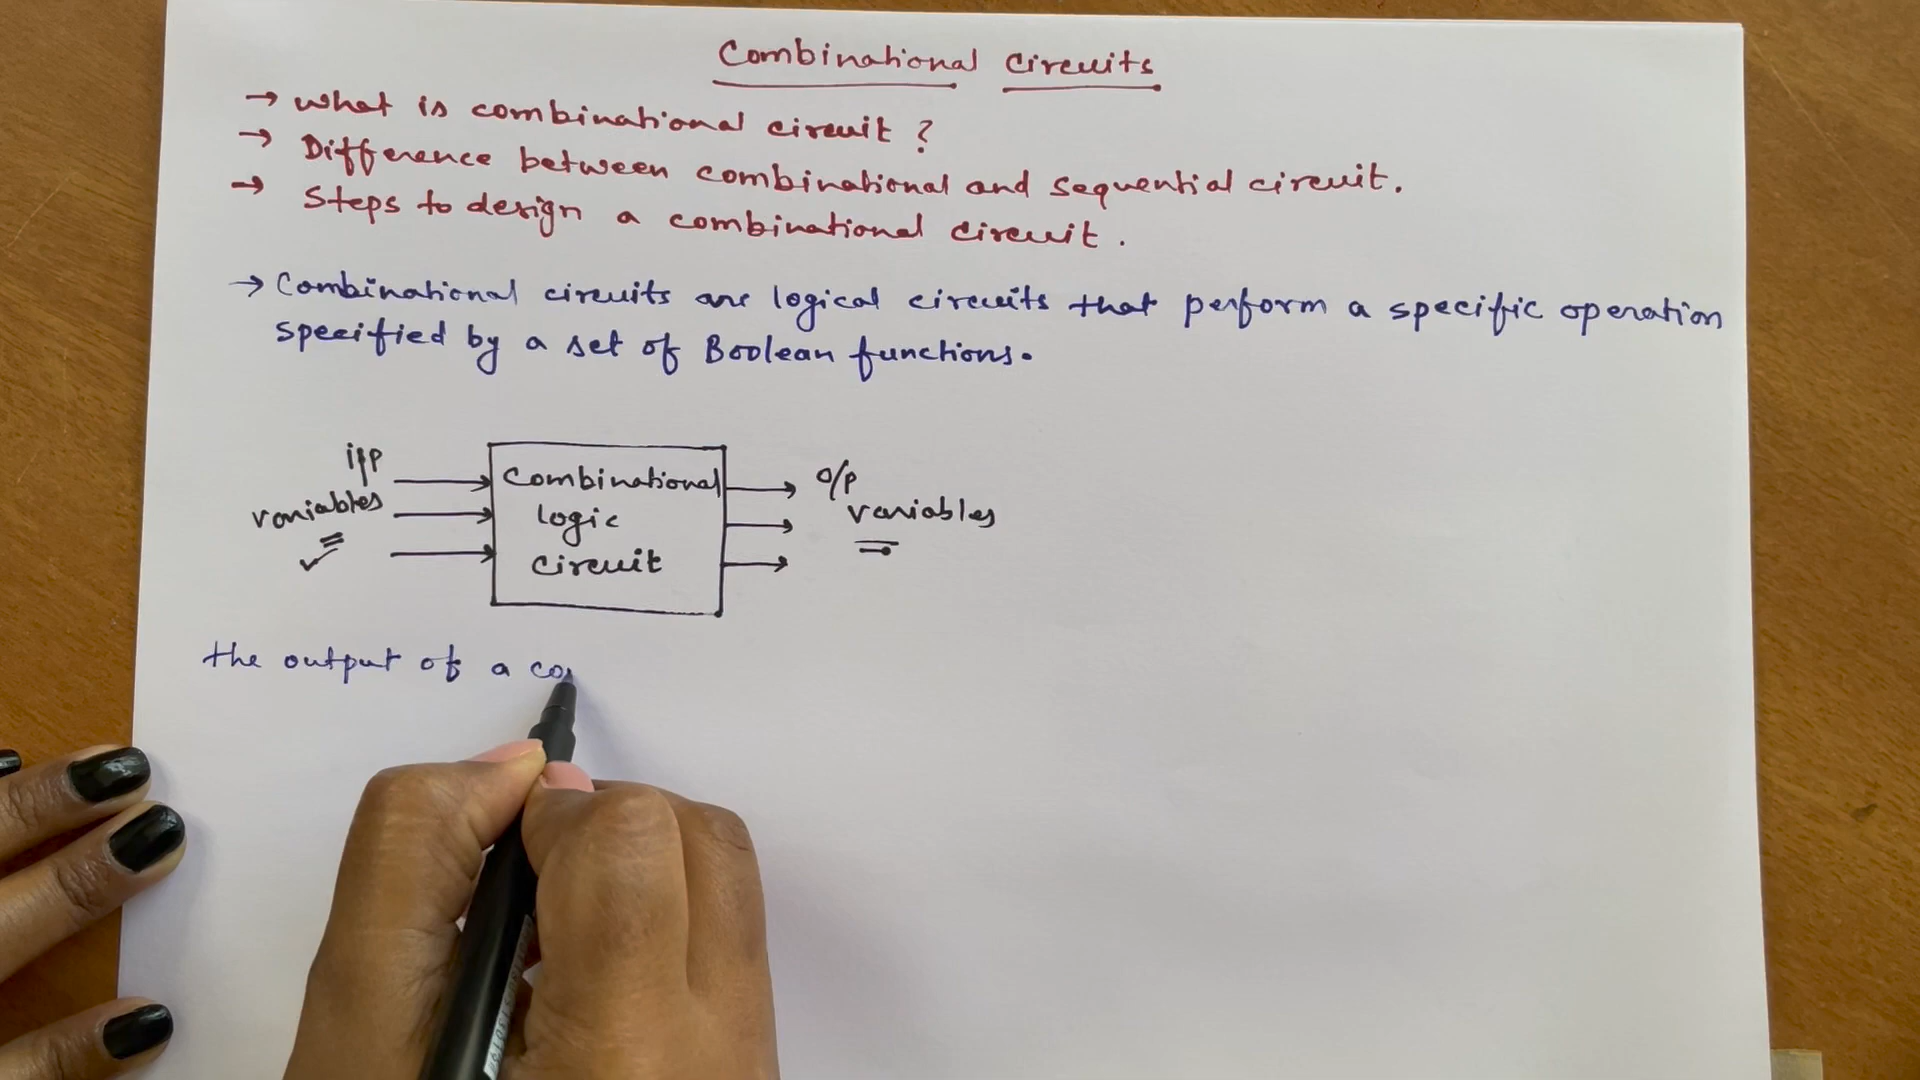 Combinational Circuits
→ what is combinational circuit ?
→ Difference between combinational and sequential circuit.
→ Steps to design a combinational circuit.
→ Combinational circuits are logical circuits that perform a specific operation
specified by a set of Boolean functions.
i/p
variables
Combinational
logic
circuit
o/p
variables
the output of a co